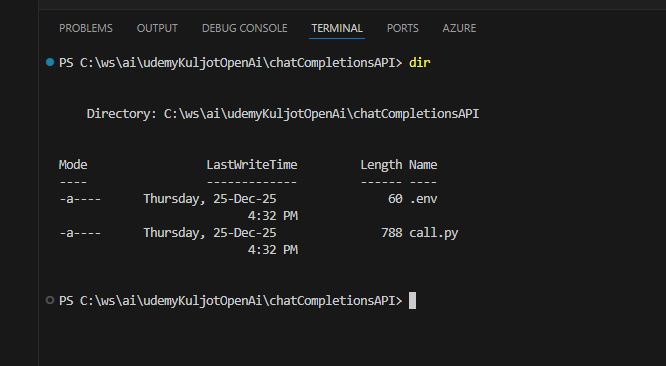 PROBLEMS OUTPUT DEBUG CONSOLE TERMINAL PORTS AZURE
PS C:\ws\ai\udemyKuljotOpenAi\chatCompletionsAPI> dir
Directory: C:\ws\ai\udemyKuljotOpenAi\chatCompletionsAPI
Mode LastWriteTime Length Name
---- ------------- ------ ----
-a---- Thursday, 25-Dec-25 60 .env
4:32 PM
-a---- Thursday, 25-Dec-25 788 call.py
4:32 PM
PS C:\ws\ai\udemyKuljotOpenAi\chatCompletionsAPI>